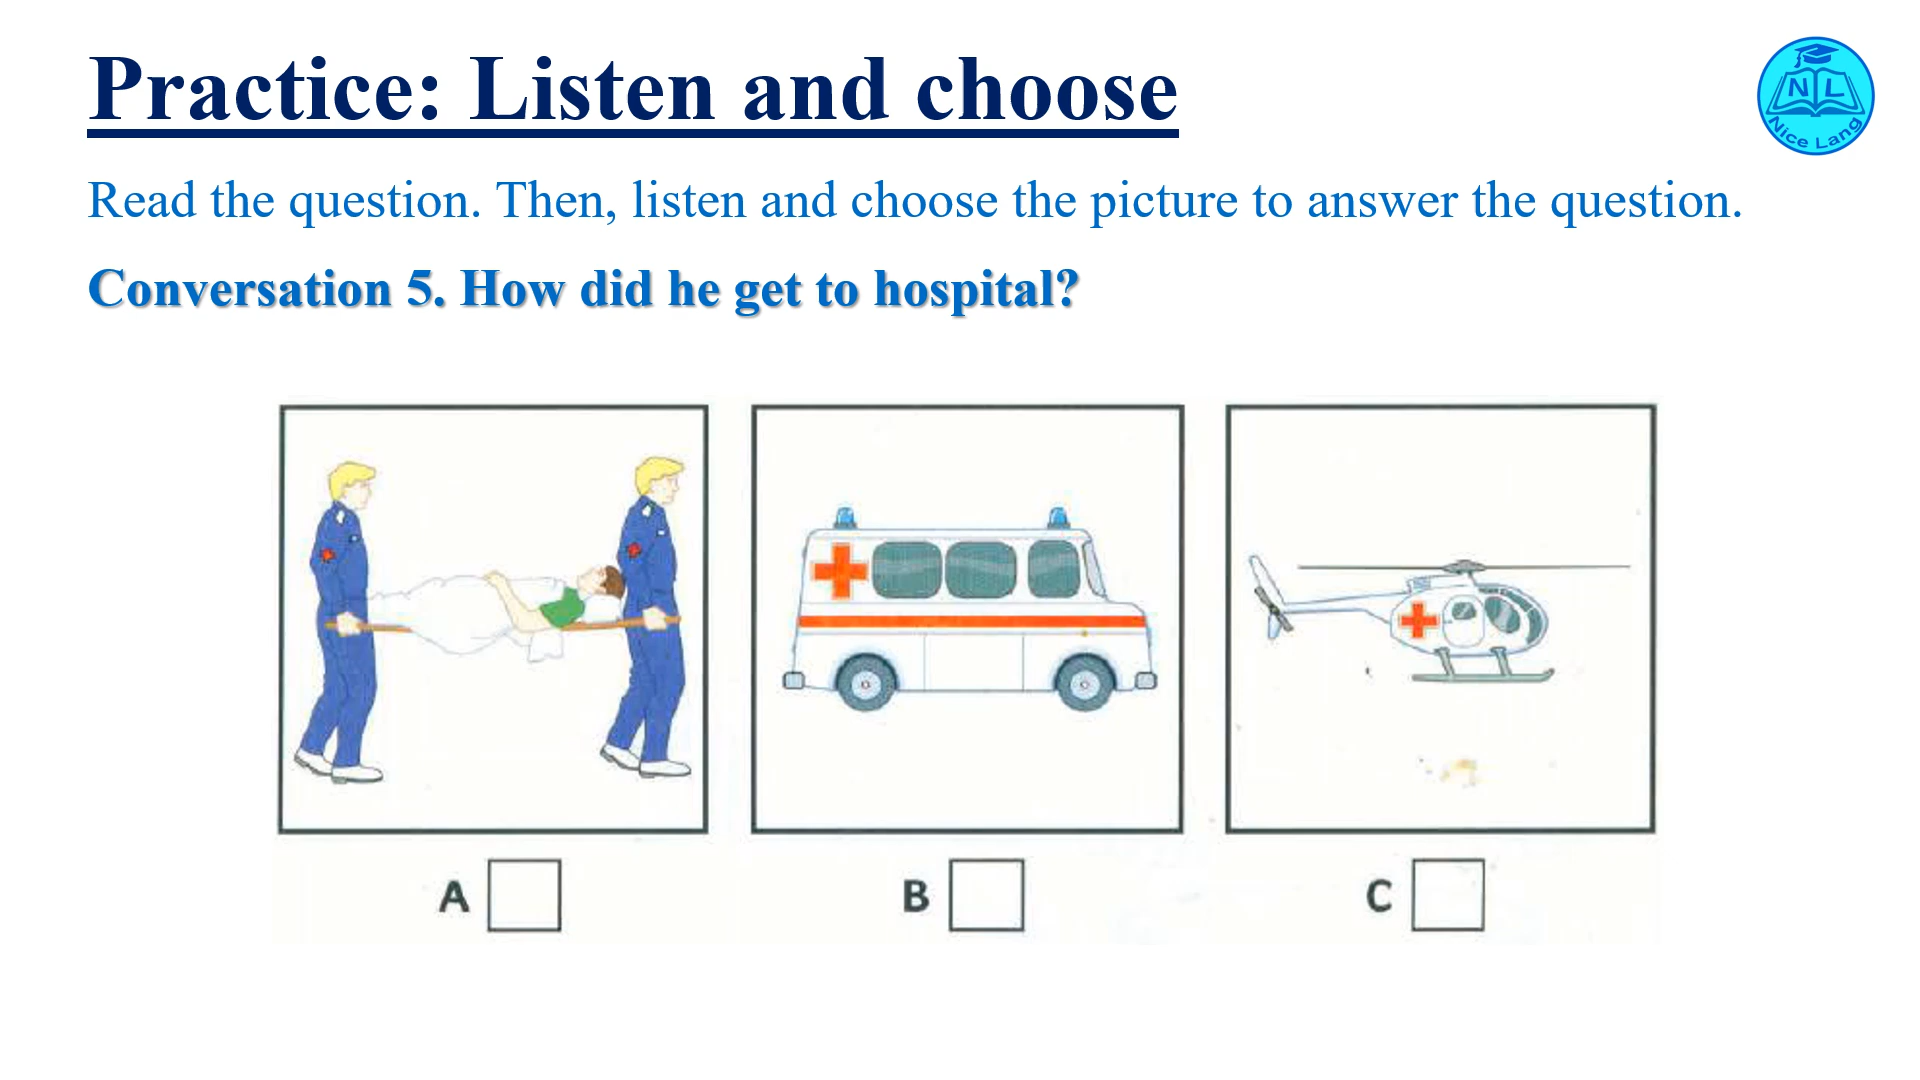 Practice: Listen and choose
N L
Nice Lang
Read the question. Then, listen and choose the picture to answer the question.
Conversation 5. How did he get to hospital?
A
B
C